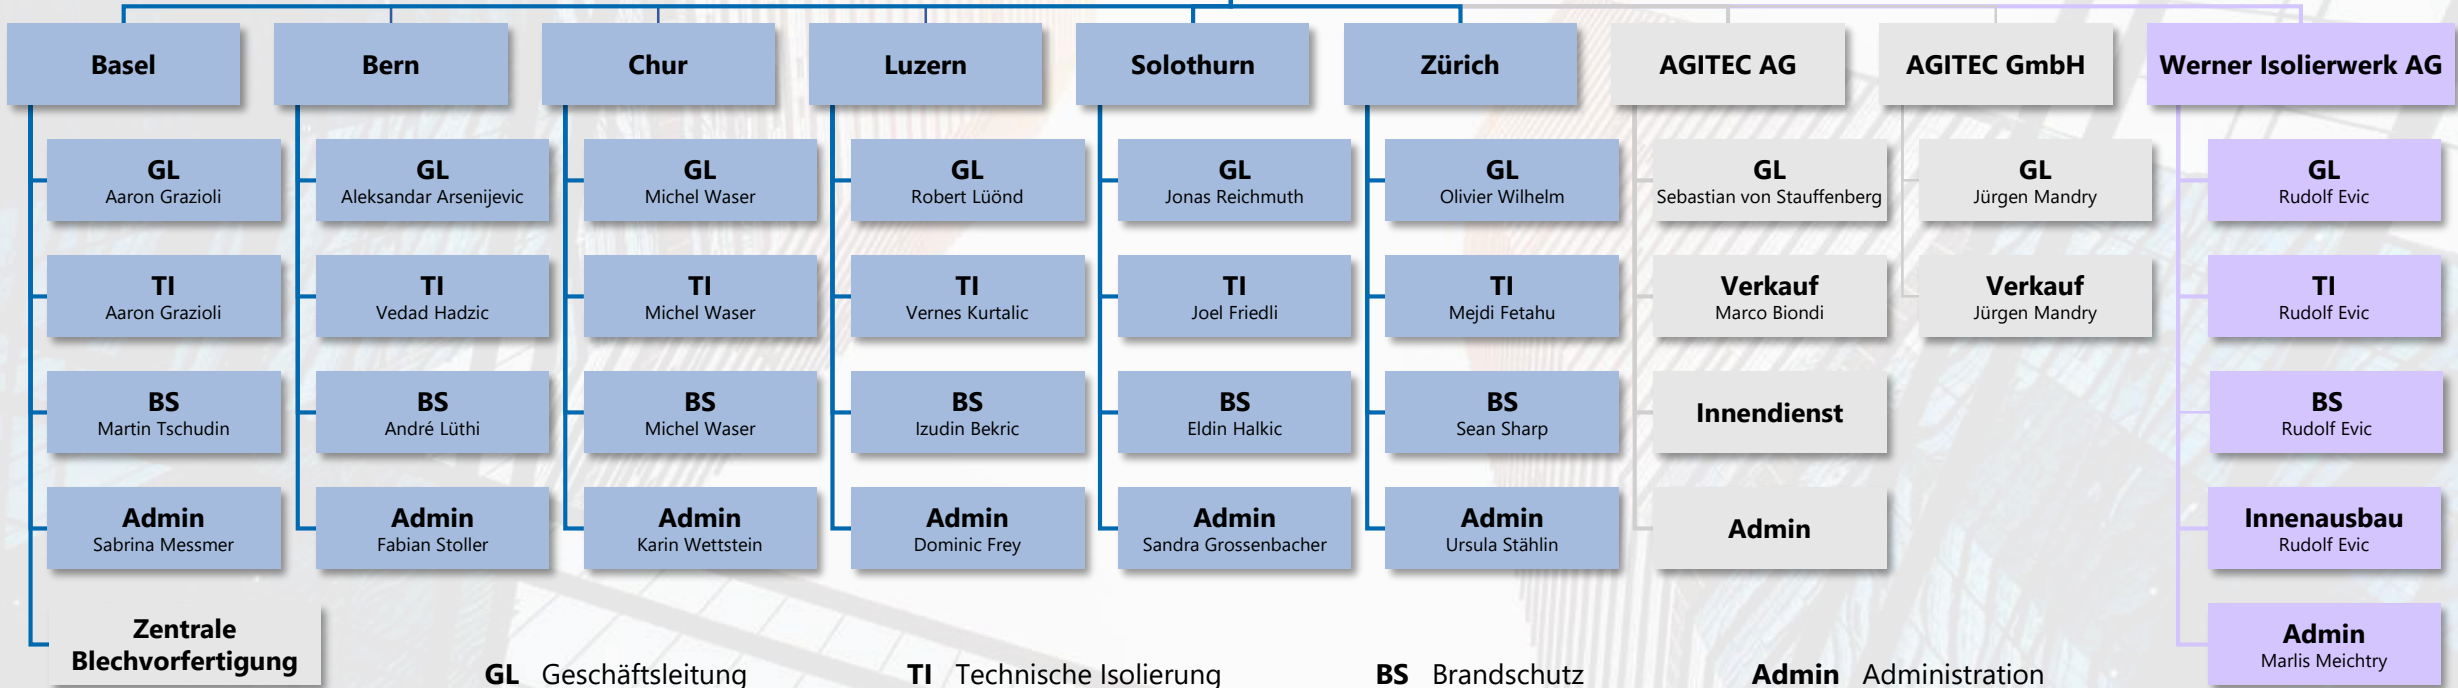 Basel
Bern
Chur
Luzern
Solothurn
Zürich
AGITEC AG
AGITEC GmbH
Werner Isolierwerk AG
GL
Aaron Grazioli
GL
Aleksandar Arsenijevic
GL
Michel Waser
GL
Robert Lüönd
GL
Jonas Reichmuth
GL
Olivier Wilhelm
GL
Sebastian von Stauffenberg
GL
Jürgen Mandry
GL
Rudolf Evic
TI
Aaron Grazioli
TI
Vedad Hadzic
TI
Michel Waser
TI
Vernes Kurtalic
TI
Joel Friedli
TI
Mejdi Fetahu
Verkauf
Marco Biondi
Verkauf
Jürgen Mandry
TI
Rudolf Evic
BS
Martin Tschudin
BS
André Lüthi
BS
Michel Waser
BS
Izudin Bekric
BS
Eldin Halkic
BS
Sean Sharp
Innendienst
BS
Rudolf Evic
Admin
Sabrina Messmer
Admin
Fabian Stoller
Admin
Karin Wettstein
Admin
Dominic Frey
Admin
Sandra Grossenbacher
Admin
Ursula Stählin
Admin
Innenausbau
Rudolf Evic
Zentrale
Blechvorfertigung
Admin
Marlis Meichtry
GL Geschäftsleitung
TI Technische Isolierung
BS Brandschutz
Admin Administration